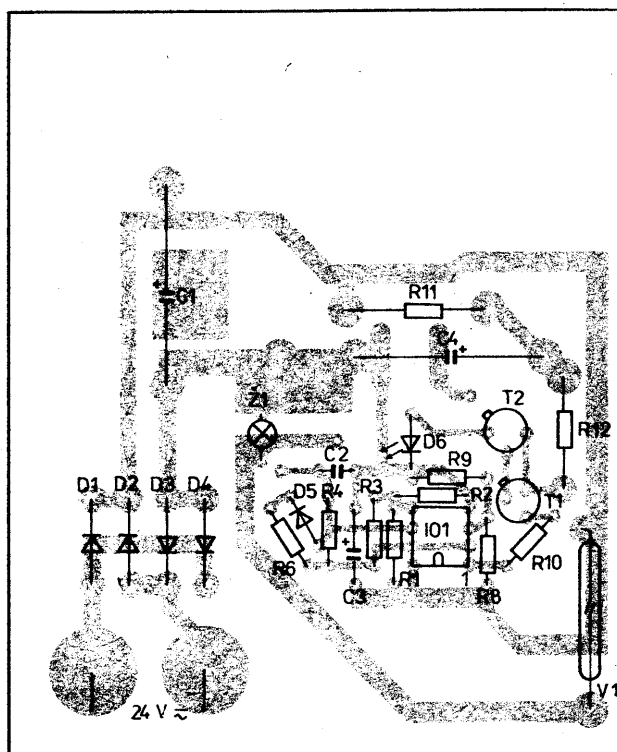 R11
C1
C4
Z1
T2
R12
D6
C2
R9
D1 D2 D3 D4
D5 R4 R3 R2 T1
IO1
R6 R10
C3 R1 1 R8
V1
24 V ~